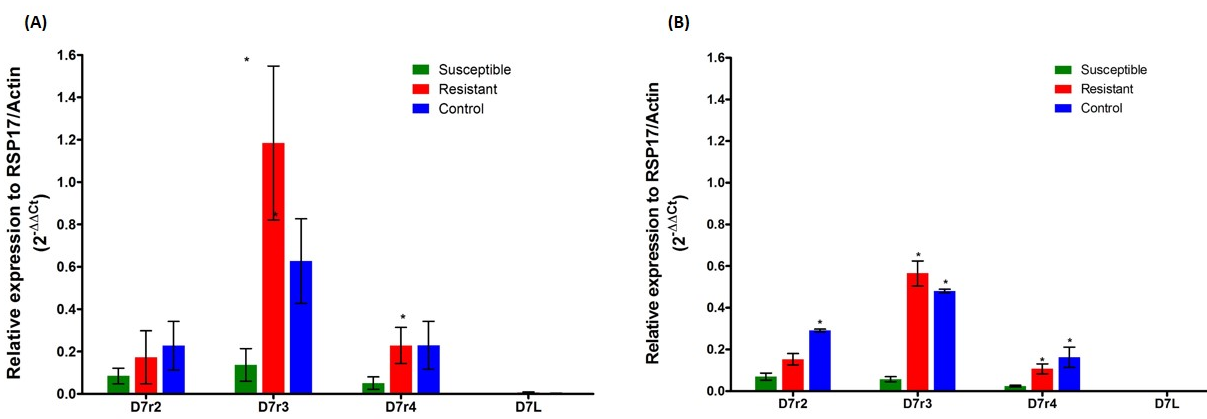 (A)
Relative expression to RSP17/Actin
(2^-ΔΔCt)
1.6
1.4
1.2
1.0
0.8
0.6
0.4
0.2
0.0
*
*
*
Susceptible
Resistant
Control
D7r2
D7r3
D7r4
D7L
(B)
Relative expression to RSP17/Actin
(2^-ΔΔCt)
1.6
1.4
1.2
1.0
0.8
0.6
0.4
0.2
0.0
*
*
*
*
*
Susceptible
Resistant
Control
D7r2
D7r3
D7r4
D7L